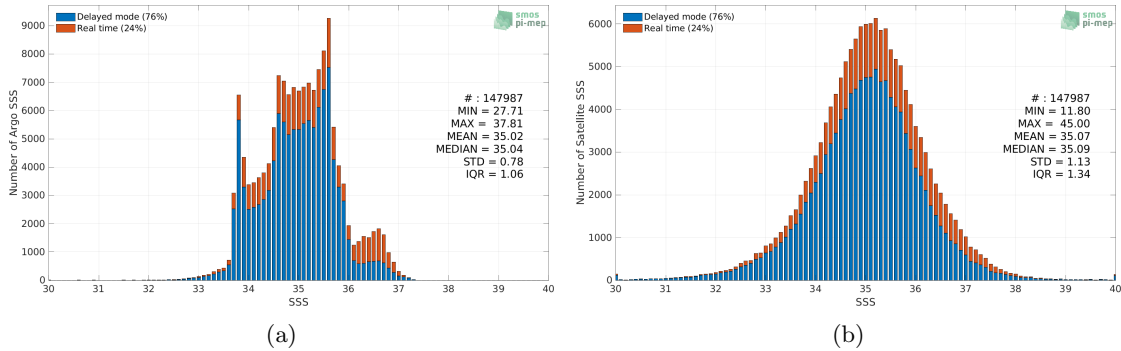 Delayed mode (76%)
Real time (24%)
smos
pi-mep
9000
8000
7000
6000
5000
4000
3000
2000
1000
0
Number of Argo SSS
# : 147987
MIN = 27.71
MAX = 37.81
MEAN = 35.02
MEDIAN = 35.04
STD = 0.78
IQR = 1.06
30 31 32 33 34 35 36 37 38 39 40
SSS
(a)
Delayed mode (76%)
Real time (24%)
smos
pi-mep
6000
5000
4000
3000
2000
1000
0
Number of Satellite SSS
# : 147987
MIN = 11.80
MAX = 45.00
MEAN = 35.07
MEDIAN = 35.09
STD = 1.13
IQR = 1.34
30 31 32 33 34 35 36 37 38 39 40
SSS
(b)